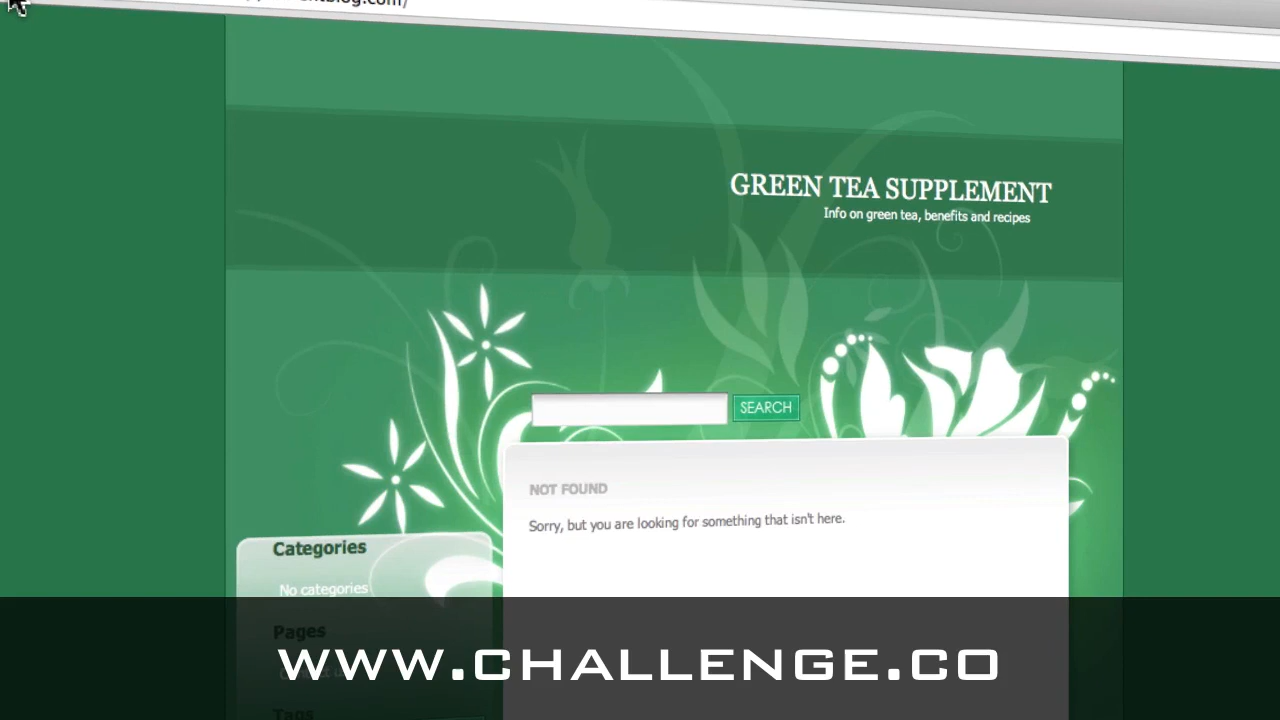 GREEN TEA SUPPLEMENT
Info on green tea, benefits and recipes
SEARCH
NOT FOUND
Sorry, but you are looking for something that isn't here.
Categories
No categories
Pages
WWW.CHALLENGE.CO
Tags